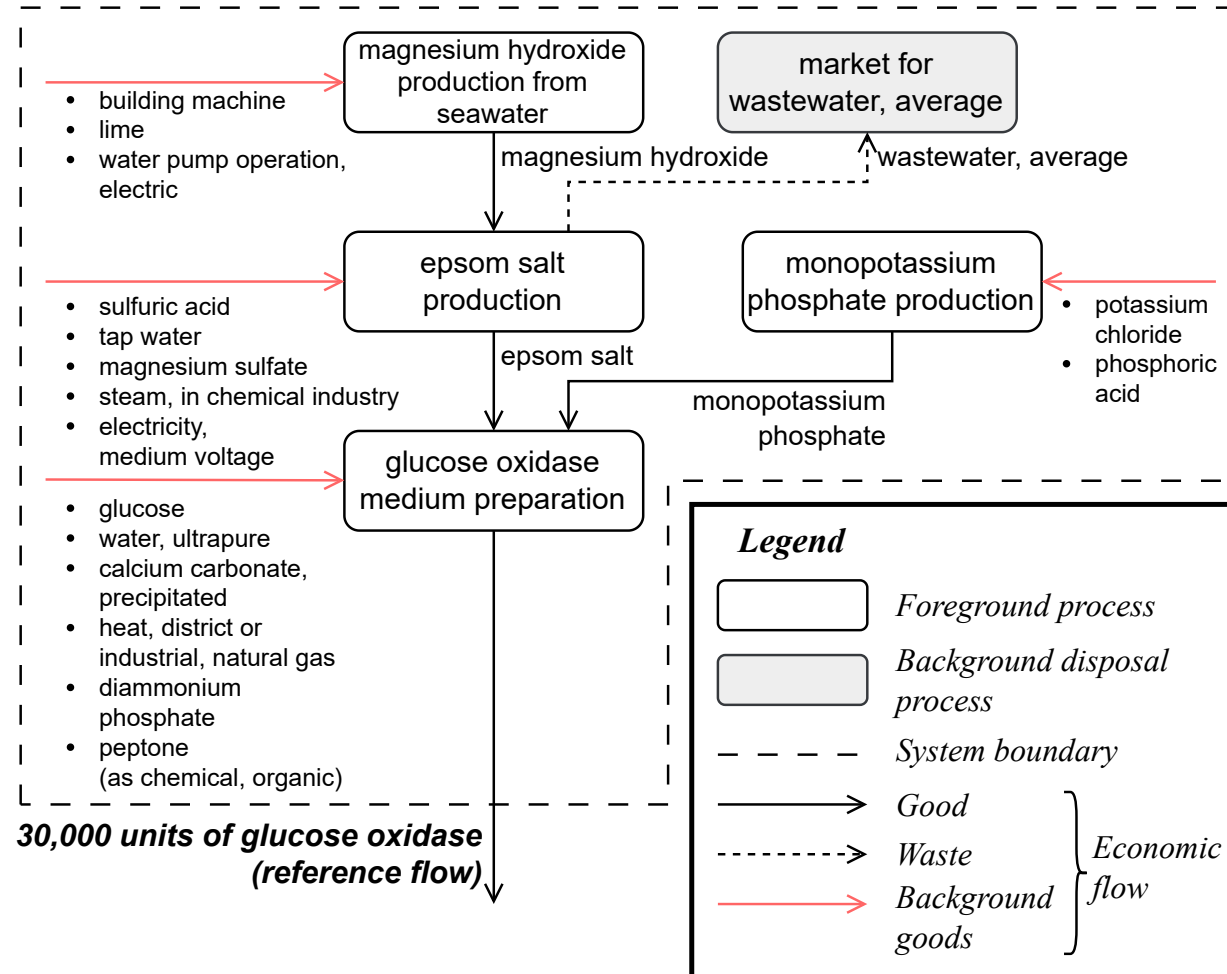 magnesium hydroxide
production from
seawater
market for
wastewater, average
• building machine
• lime
• water pump operation,
electric
magnesium hydroxide
wastewater, average
epsom salt
production
monopotassium
phosphate production
• sulfuric acid
• tap water
• magnesium sulfate
• steam, in chemical industry
• electricity,
medium voltage
• potassium
chloride
• phosphoric
acid
epsom salt
monopotassium
phosphate
glucose oxidase
medium preparation
• glucose
• water, ultrapure
• calcium carbonate,
precipitated
• heat, district or
industrial, natural gas
• diammonium
phosphate
• peptone
(as chemical, organic)
30,000 units of glucose oxidase
(reference flow)
Legend
Foreground process
Background disposal
process
System boundary
Good
Waste
Background
goods
Economic
flow